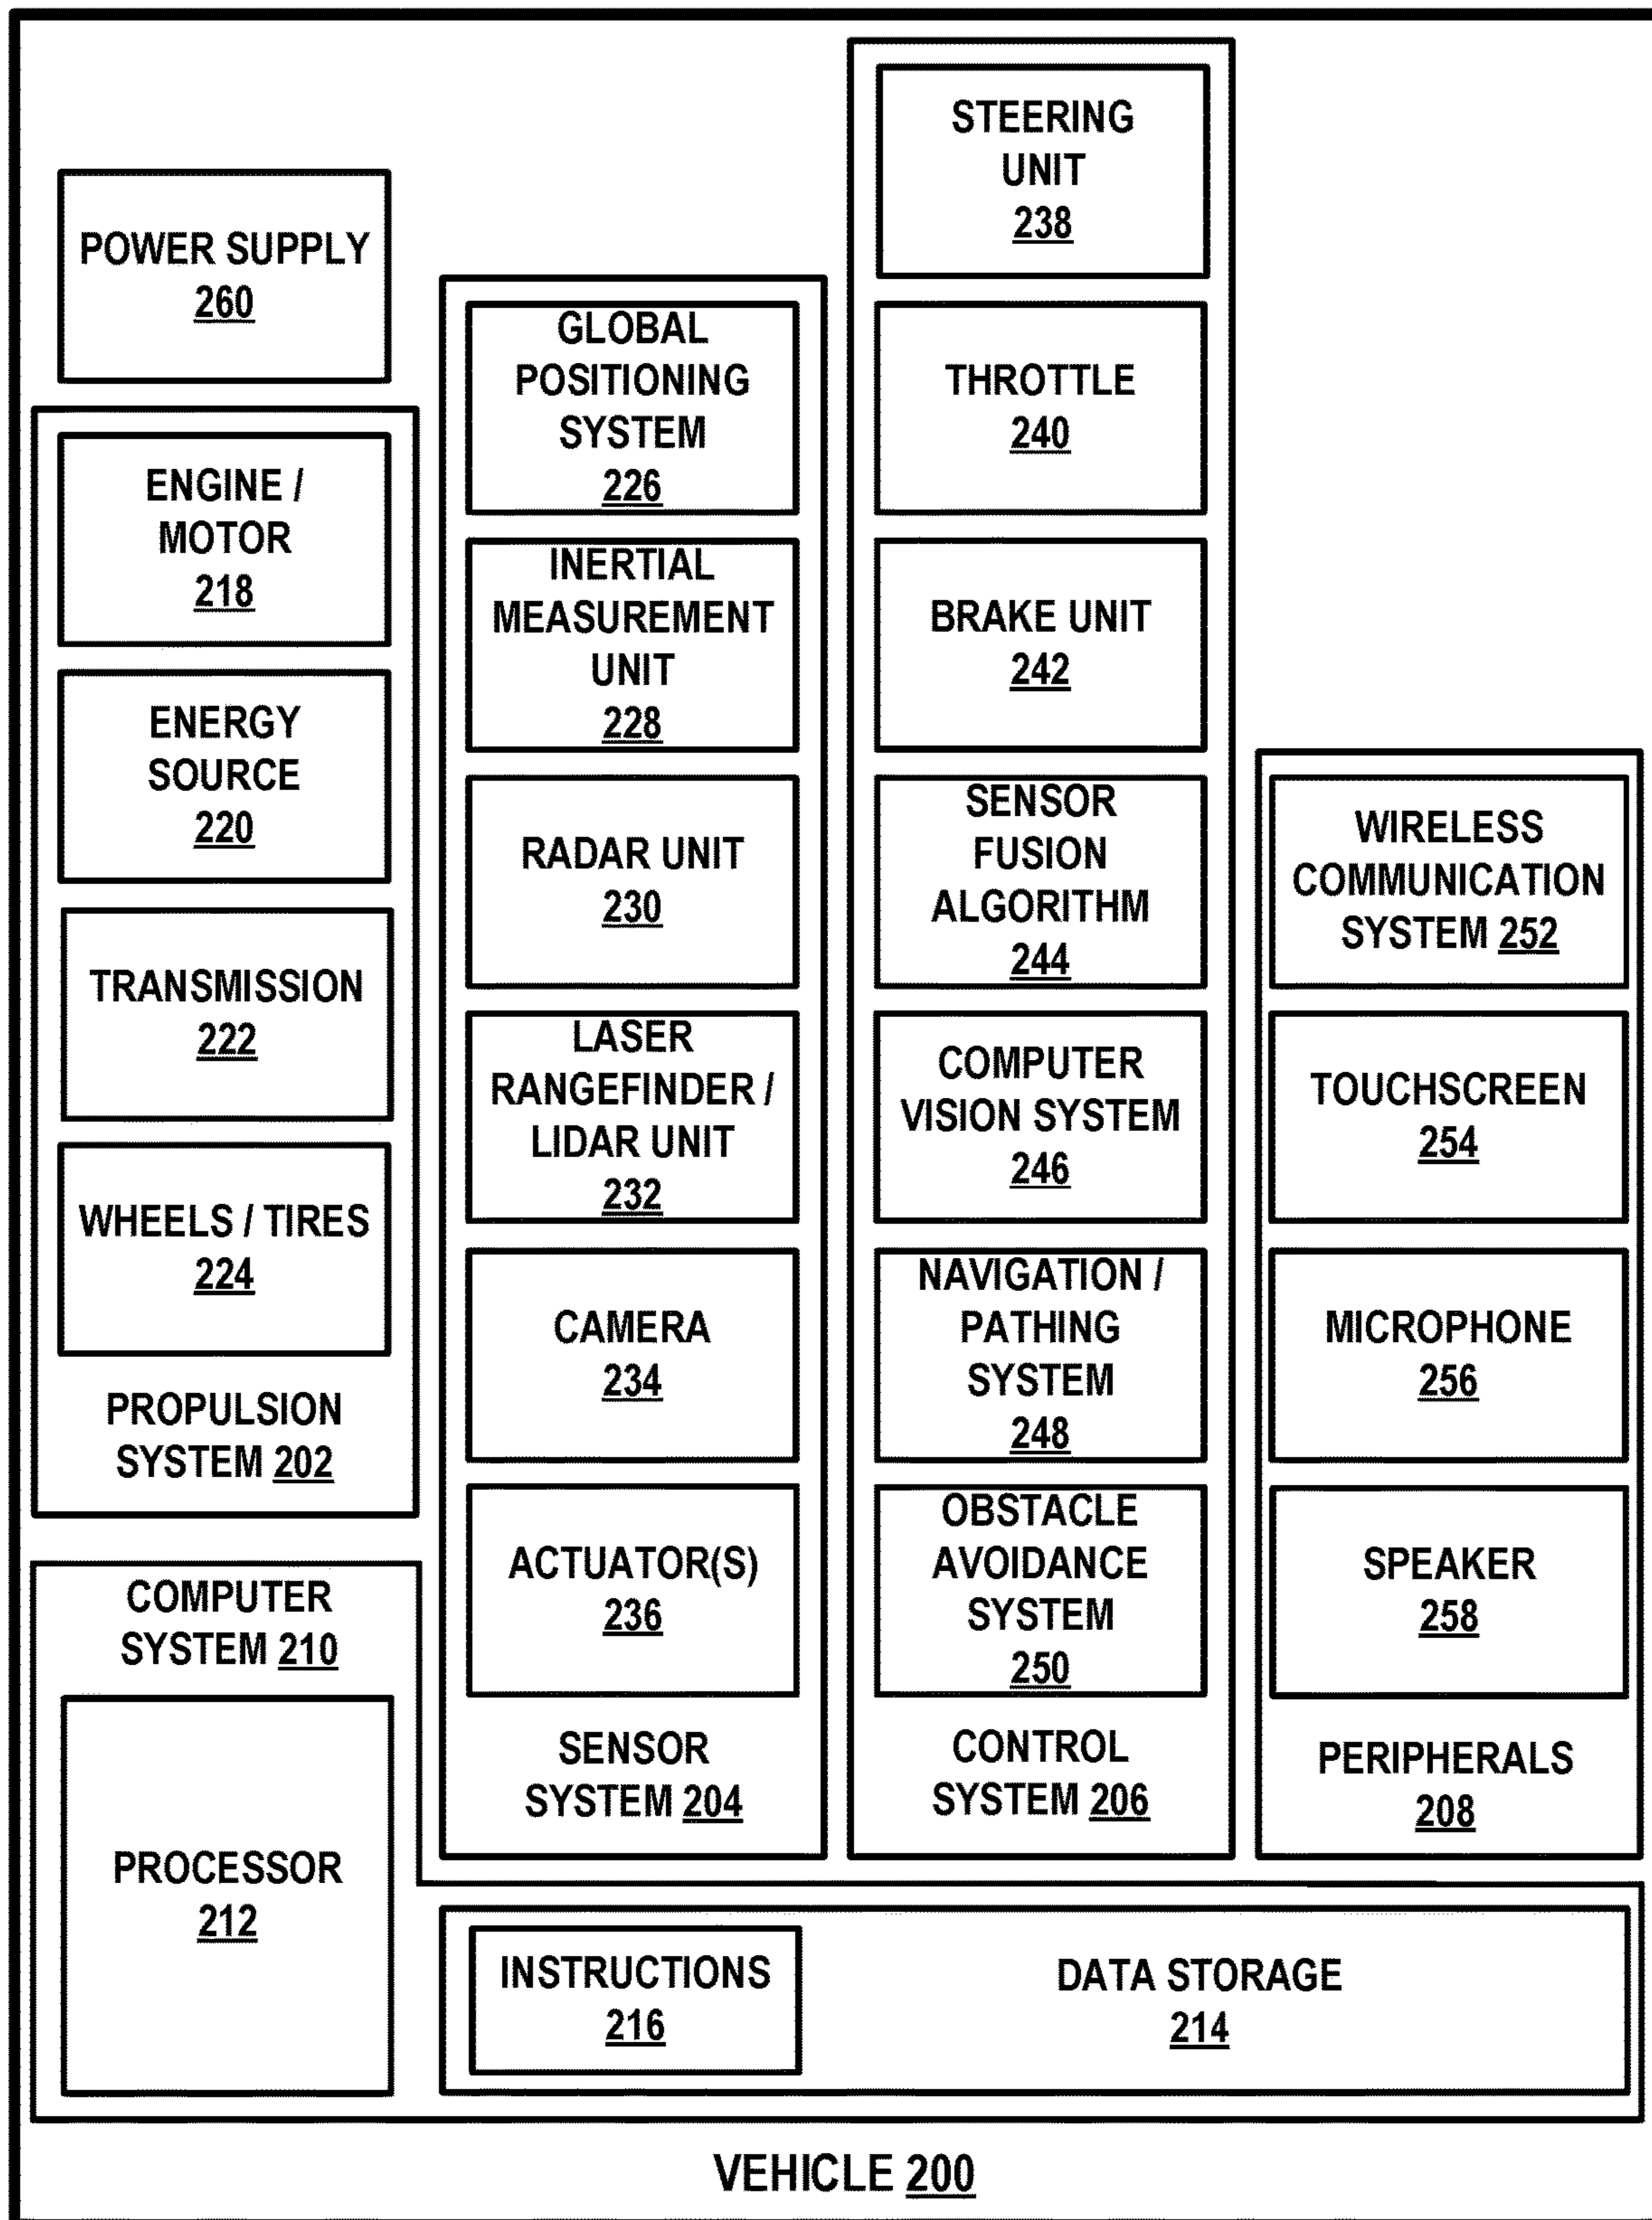 POWER SUPPLY
260
ENGINE /
MOTOR
218
ENERGY
SOURCE
220
TRANSMISSION
222
WHEELS / TIRES
224
PROPULSION
SYSTEM 202
COMPUTER
SYSTEM 210
PROCESSOR
212
GLOBAL
POSITIONING
SYSTEM
226
INERTIAL
MEASUREMENT
UNIT
228
RADAR UNIT
230
LASER
RANGEFINDER /
LIDAR UNIT
232
CAMERA
234
ACTUATOR(S)
236
SENSOR
SYSTEM 204
STEERING
UNIT
238
THROTTLE
240
BRAKE UNIT
242
SENSOR
FUSION
ALGORITHM
244
COMPUTER
VISION SYSTEM
246
NAVIGATION /
PATHING
SYSTEM
248
OBSTACLE
AVOIDANCE
SYSTEM
250
CONTROL
SYSTEM 206
WIRELESS
COMMUNICATION
SYSTEM 252
TOUCHSCREEN
254
MICROPHONE
256
SPEAKER
258
PERIPHERALS
208
INSTRUCTIONS
216
DATA STORAGE
214
VEHICLE 200